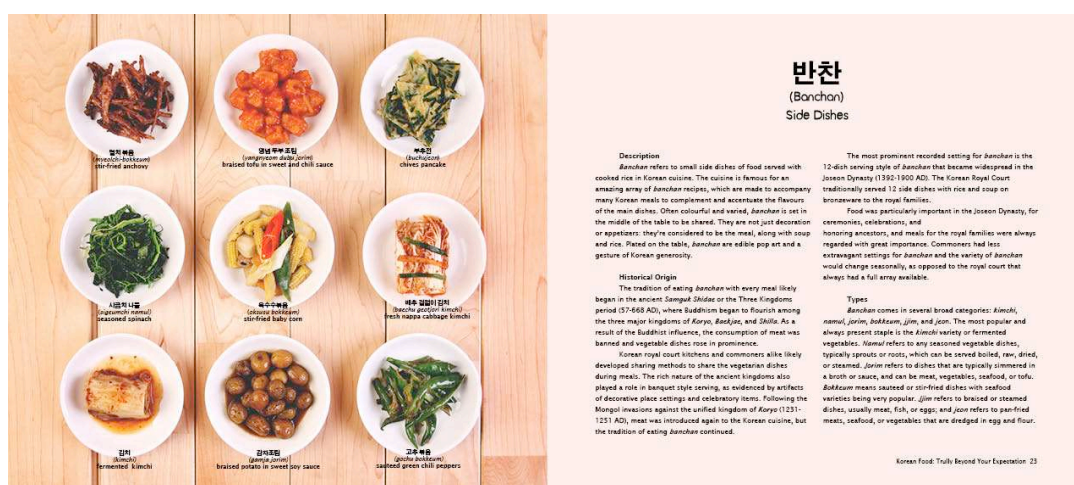 멸치 볶음
(myeolchi-bokkeum)
stir-fried anchovy
양념 두부 조림
(yangnyeom dubu jorim)
braised tofu in sweet and chili sauce
부추전
(buchujeon)
chives pancake
시금치 나물
(sigeumchi namul)
seasoned spinach
옥수수볶음
(oksusu bokkeum)
stir-fried baby corn
배추 겉절이 김치
(baechu geotjori kimchi)
fresh nappa cabbage kimchi
김치
(kimchi)
fermented kimchi
감자조림
(gamja jorim)
braised potato in sweet soy sauce
고추 볶음
(gochu bokkeum)
sauteed green chili peppers
반찬
(Banchan)
Side Dishes
Description
Banchan refers to small side dishes of food served with
cooked rice in Korean cuisine. The cuisine is famous for an
amazing array of banchan recipes, which are made to accompany
many Korean meals to complement and accentuate the flavours
of the main dishes. Often colourful and varied, banchan is set in
the middle of the table to be shared. They are not just decoration
or appetizers: they're considered to be the meal, along with soup
and rice. Plated on the table, banchan are edible pop art and a
gesture of Korean generosity.
Historical Origin
The tradition of eating banchan with every meal likely
began in the ancient Samguk Shidae or the Three Kingdoms
period (57-668 AD), where Buddhism began to flourish among
the three major kingdoms of Koryo, Baekjae, and Shilla. As a
result of the Buddhist influence, the consumption of meat was
banned and vegetable dishes rose in prominence.
Korean royal court kitchens and commoners alike likely
developed sharing methods to share the vegetarian dishes
during meals. The rich nature of the ancient kingdoms also
played a role in banquet style serving, as evidenced by artifacts
of decorative place settings and celebratory items. Following the
Mongol invasions against the unified kingdom of Koryo (1231-
1251 AD), meat was introduced again to the Korean cuisine, but
the tradition of eating banchan continued.
The most prominent recorded setting for banchan is the
12-dish serving style of banchan that became widespread in the
Joseon Dynasty (1392-1900 AD). The Korean Royal Court
traditionally served 12 side dishes with rice and soup on
bronzeware to the royal families.
Food was particularly important in the Joseon Dynasty, for
ceremonies, celebrations, and
honoring ancestors, and meals for the royal families were always
regarded with great importance. Commoners had less
extravagant settings for banchan and the variety of banchan
would change seasonally, as opposed to the royal court that
always had a full array available.
Types
Banchan comes in several broad categories: kimchi,
namul, jorim, bokkeum, jjim, and jeon. The most popular and
always present staple is the kimchi variety or fermented
vegetables. Namul refers to any seasoned vegetable dishes,
typically sprouts or roots, which can be served boiled, raw, dried,
or steamed. Jorim refers to dishes that are typically simmered in
a broth or sauce, and can be meat, vegetables, seafood, or tofu.
Bokkeum means sauteed or stir-fried dishes with seafood
varieties being very popular. Jjim refers to braised or steamed
dishes, usually meat, fish, or eggs; and jeon refers to pan-fried
meats, seafood, or vegetables that are dredged in egg and flour.
Korean Food: Trully Beyond Your Expectation 23